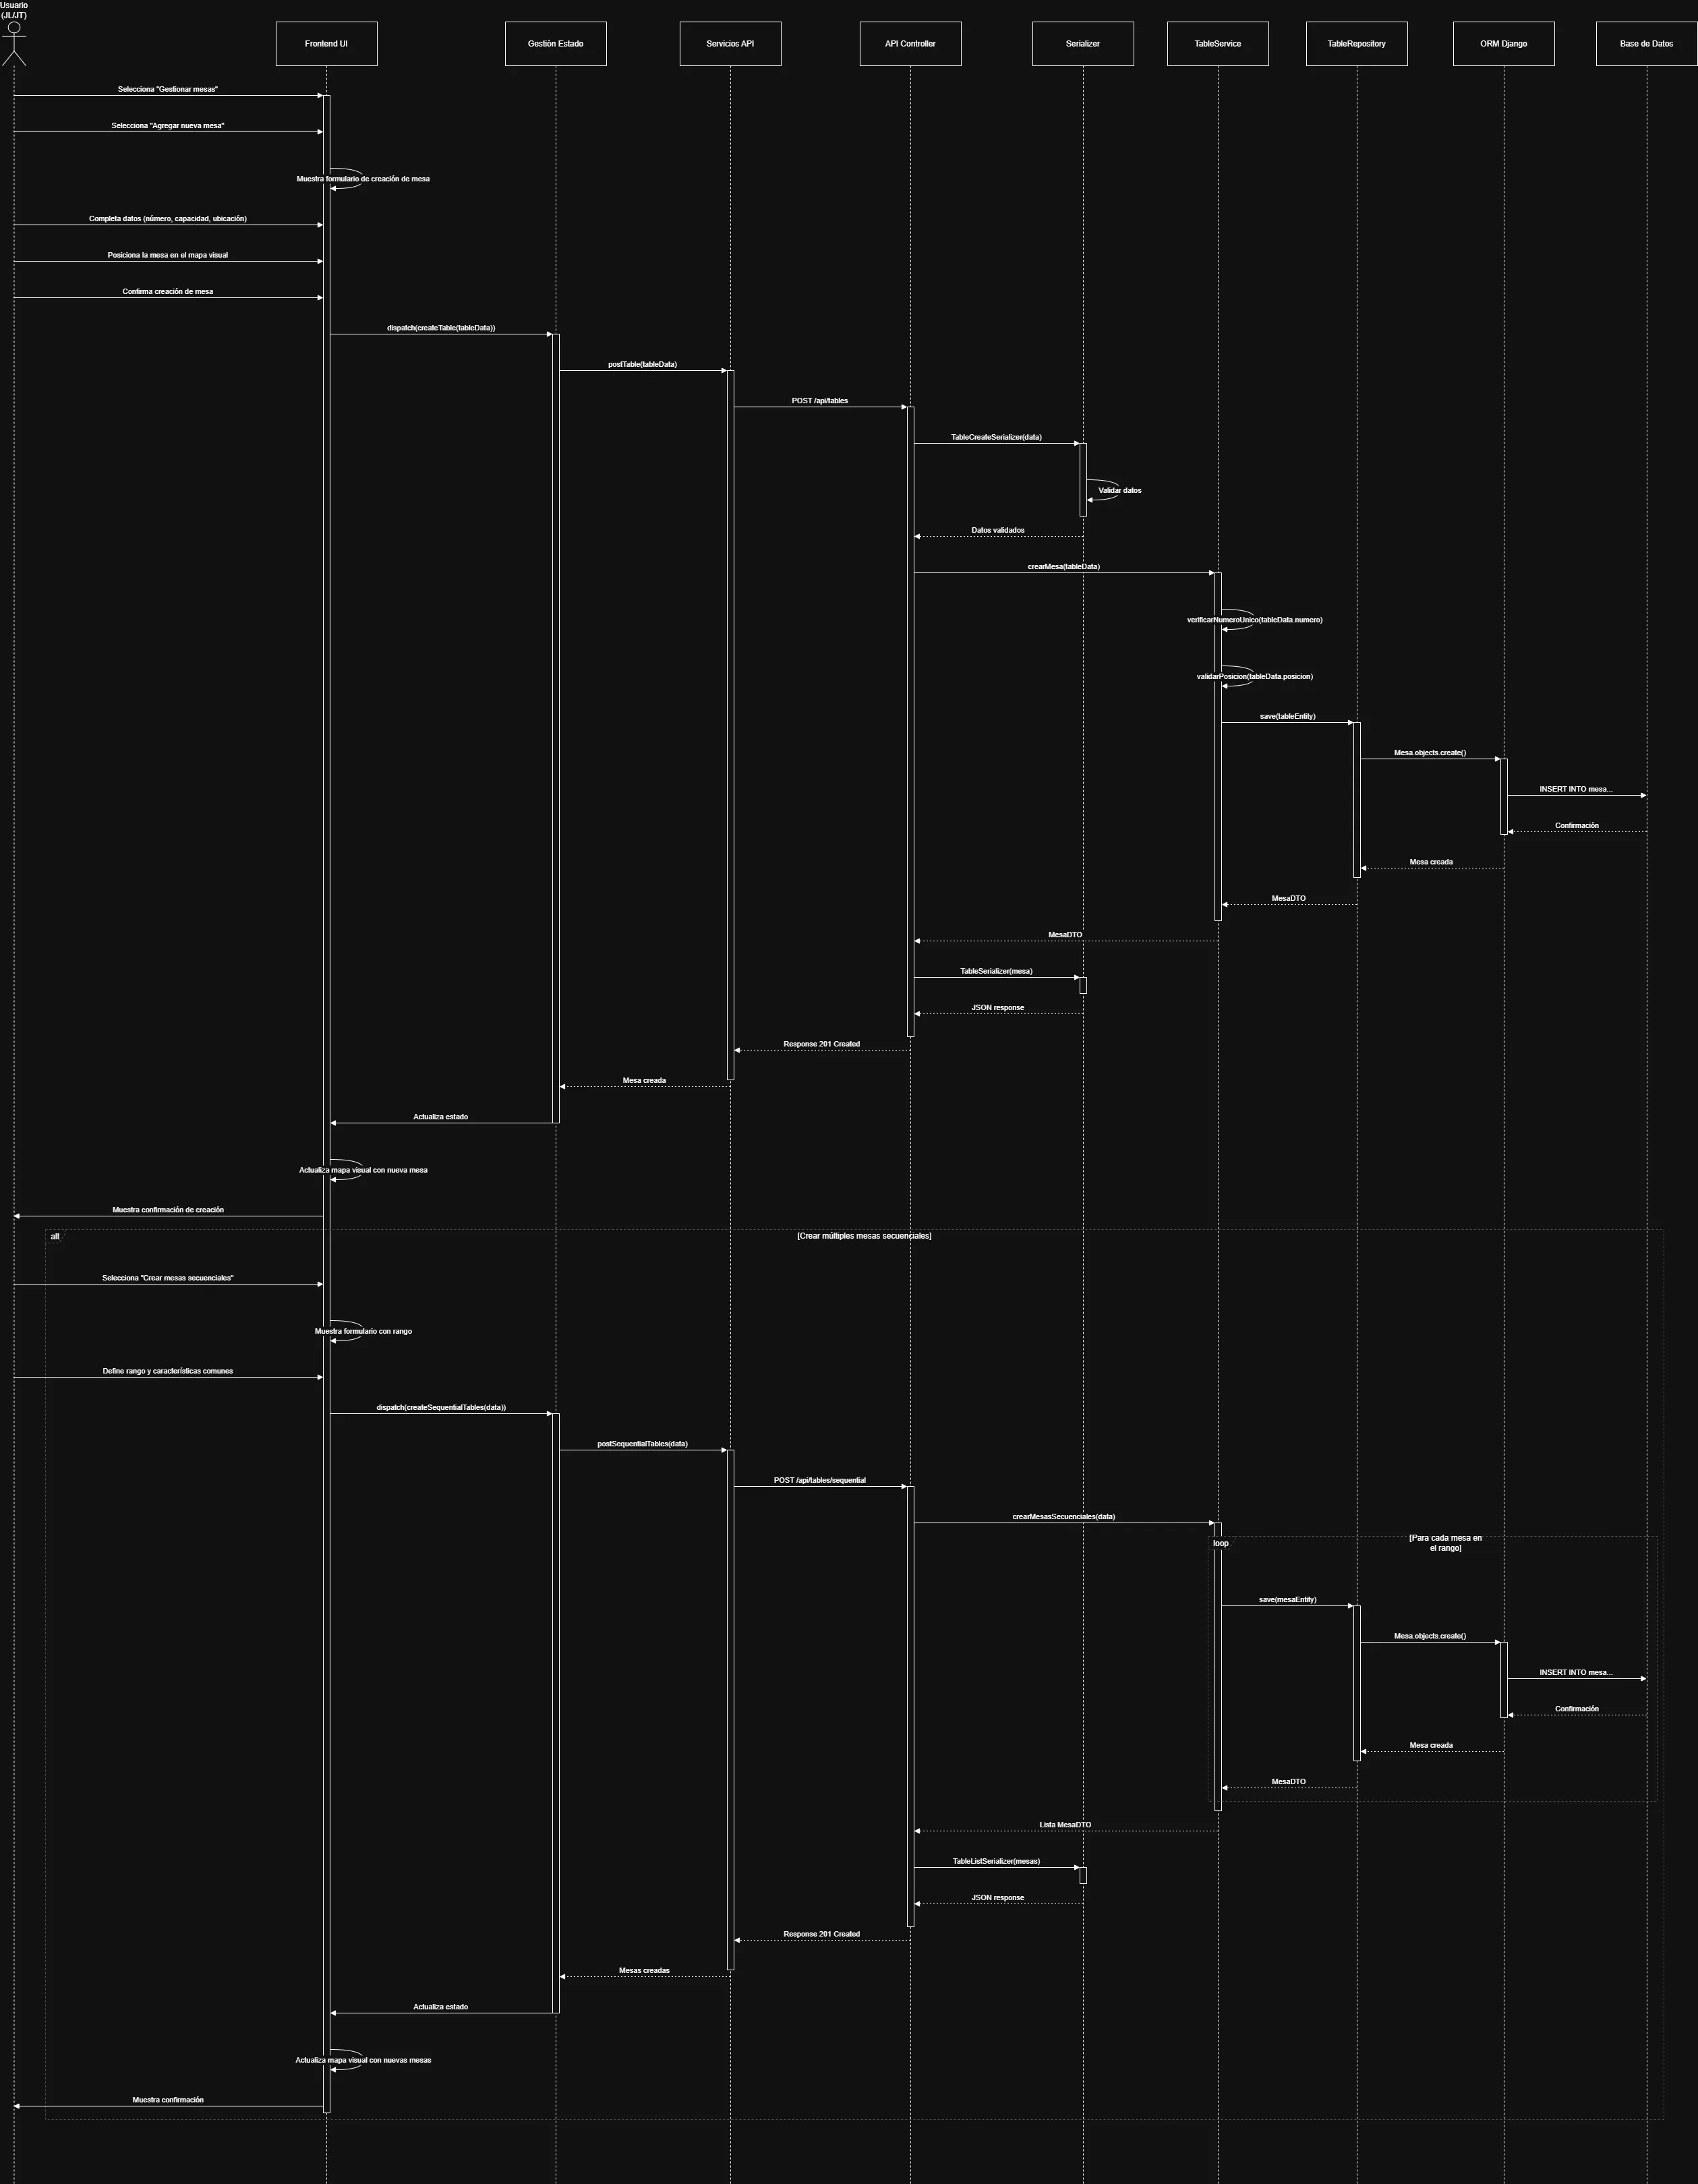 Usuario
(JL/JT)
Frontend UI
Gestión Estado
Servicios API
API Controller
Serializer
TableService
TableRepository
ORM Django
Base de Datos
Selecciona "Gestionar mesas"
Selecciona "Agregar nueva mesa"
Muestra formulario de creación de mesa
Completa datos (número, capacidad, ubicación)
Posiciona la mesa en el mapa visual
Confirma creación de mesa
dispatch(createTable(tableData))
postTable(tableData)
POST /api/tables
TableCreateSerializer(data)
Validar datos
Datos validados
crearMesa(tableData)
verificarNumeroUnico(tableData.numero)
validarPosicion(tableData.posicion)
save(tableEntity)
Mesa.objects.create()
INSERT INTO mesa...
Confirmación
Mesa creada
MesaDTO
MesaDTO
TableSerializer(mesa)
JSON response
Response 201 Created
Mesa creada
Actualiza estado
Actualiza mapa visual con nueva mesa
Muestra confirmación de creación
alt
[Crear múltiples mesas secuenciales]
Selecciona "Crear mesas secuenciales"
Muestra formulario con rango
Define rango y características comunes
dispatch(createSequentialTables(data))
postSequentialTables(data)
POST /api/tables/sequential
crearMesasSecuenciales(data)
loop
[Para cada mesa en
el rango]
save(mesaEntity)
Mesa.objects.create()
INSERT INTO mesa...
Confirmación
Mesa creada
MesaDTO
Lista MesaDTO
TableListSerializer(mesas)
JSON response
Response 201 Created
Mesas creadas
Actualiza estado
Actualiza mapa visual con nuevas mesas
Muestra confirmación